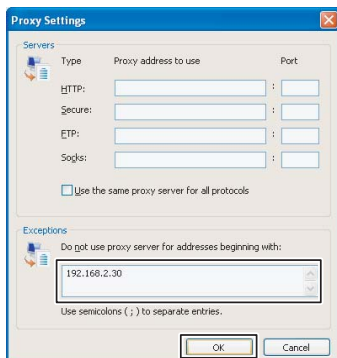 Proxy Settings
Servers
Type Proxy address to use Port
HTTP: :
Secure: :
FTP: :
Socks: :
Use the same proxy server for all protocols
Exceptions
Do not use proxy server for addresses beginning with:
192.168.2.30
Use semicolons ( ; ) to separate entries.
OK Cancel